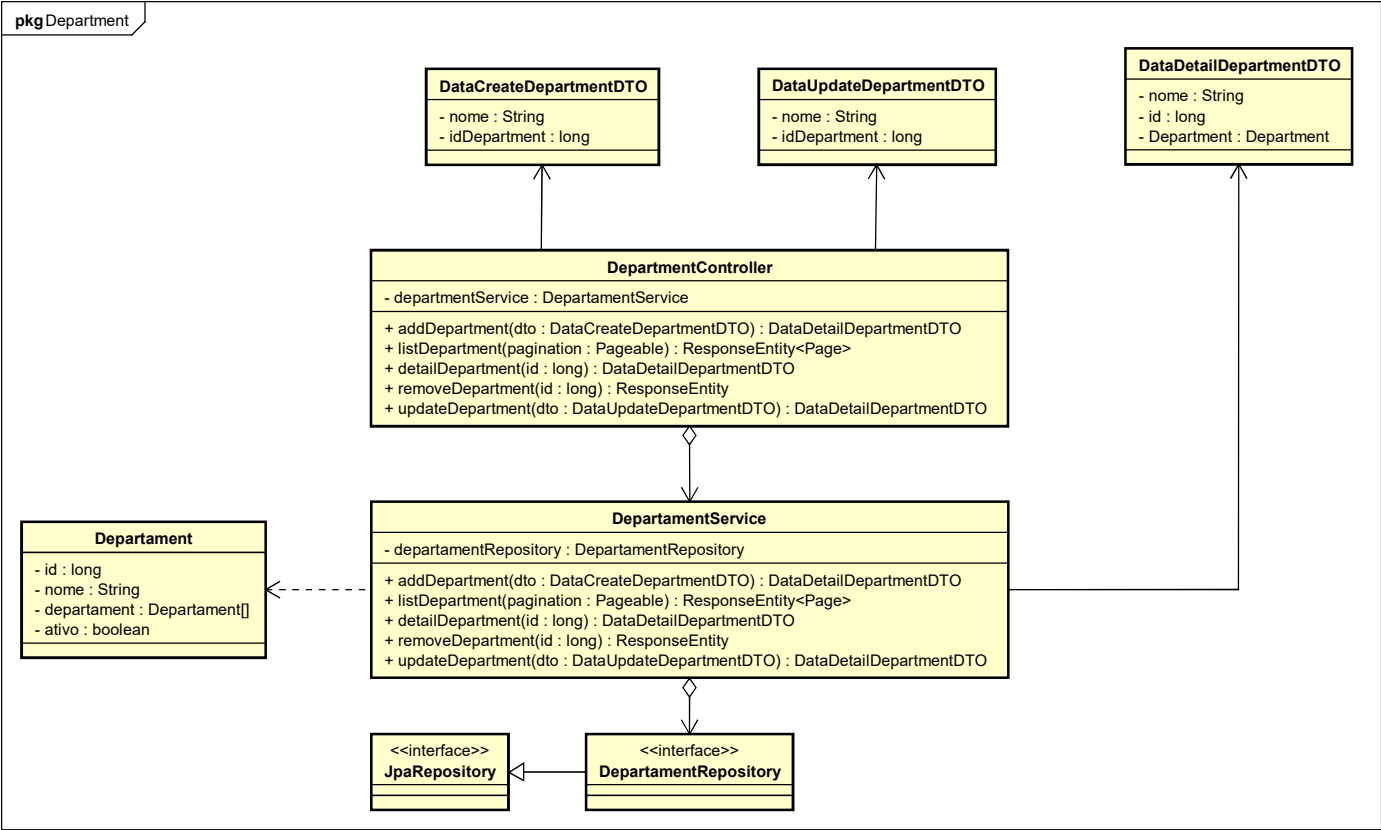 pkg Department
DataCreateDepartmentDTO
- nome : String
- idDepartment : long
DataUpdateDepartmentDTO
- nome : String
- idDepartment : long
DataDetailDepartmentDTO
- nome : String
- id : long
- Department : Department
DepartmentController
- departmentService : DepartamentService
+ addDepartment(dto : DataCreateDepartmentDTO) : DataDetailDepartmentDTO
+ listDepartment(pagination : Pageable) : ResponseEntity<Page>
+ detailDepartment(id : long) : DataDetailDepartmentDTO
+ removeDepartment(id : long) : ResponseEntity
+ updateDepartment(dto : DataUpdateDepartmentDTO) : DataDetailDepartmentDTO
Departament
- id : long
- nome : String
- departament : Departament[]
- ativo : boolean
DepartamentService
- departamentRepository : DepartamentRepository
+ addDepartment(dto : DataCreateDepartmentDTO) : DataDetailDepartmentDTO
+ listDepartment(pagination : Pageable) : ResponseEntity<Page>
+ detailDepartment(id : long) : DataDetailDepartmentDTO
+ removeDepartment(id : long) : ResponseEntity
+ updateDepartment(dto : DataUpdateDepartmentDTO) : DataDetailDepartmentDTO
<<interface>>
JpaRepository
<<interface>>
DepartamentRepository